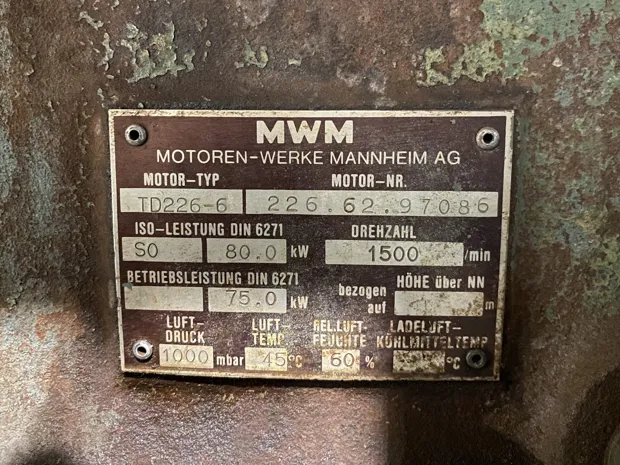 MWM
MOTOREN-WERKE MANNHEIM AG
MOTOR-TYP MOTOR-NR.
TD226-6 226.62.97086
ISO-LEISTUNG DIN 6271 DREHZAHL
SO 80.0 kW 1500 /min
BETRIEBSLEISTUNG DIN 6271 HÖHE über NN
75.0 kW bezogen auf m
LUFT- LUFT- REL.LUFT- LADELUFT-
DRUCK TEMP. FEUCHTE KÜHLMITTELTEMP
1000 mbar 45 °C 60 % °C